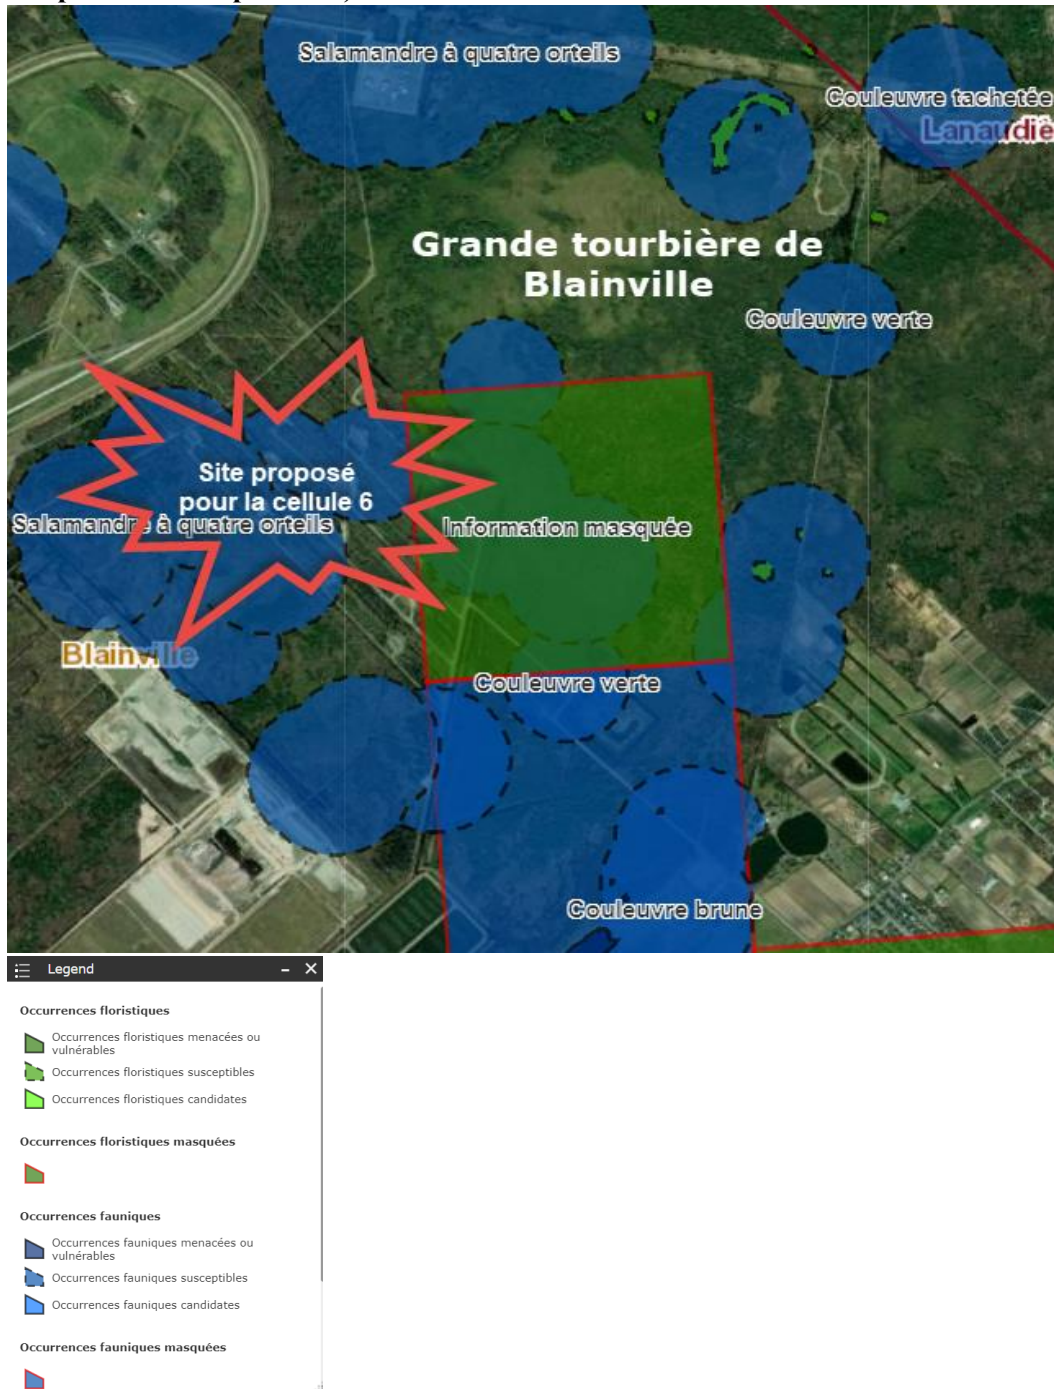 Salamandre à quatre orteils
Couleuvre tachetée
Lanaudiè
Grande tourbière de
Blainville
Couleuvre verte
Site proposé
pour la cellule 6
Salamandre à quatre orteils
Information masquée
Blainville
Couleuvre verte
Couleuvre brune
Legend
Occurrences floristiques
Occurrences floristiques menacées ou
vulnérables
Occurrences floristiques susceptibles
Occurrences floristiques candidates
Occurrences floristiques masquées
Occurrences fauniques
Occurrences fauniques menacées ou
vulnérables
Occurrences fauniques susceptibles
Occurrences fauniques candidates
Occurrences fauniques masquées